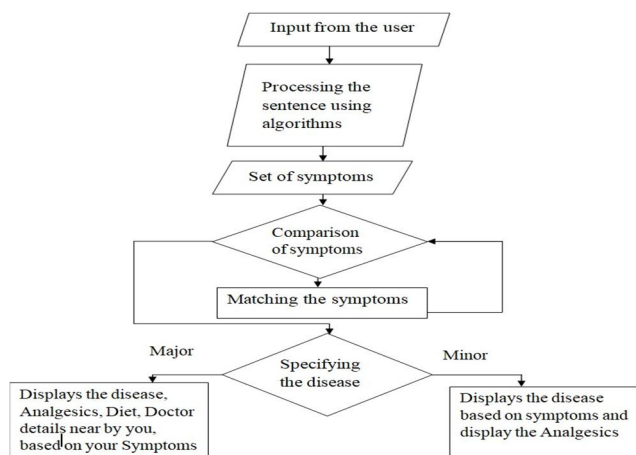 Input from the user
Processing the
sentence using
algorithms
Set of symptoms
Comparison
of symptoms
Matching the symptoms
Major
Specifying
the disease
Minor
Displays the disease,
Analgesics, Diet, Doctor
details near by you,
based on your Symptoms
Displays the disease
based on symptoms and
display the Analgesics